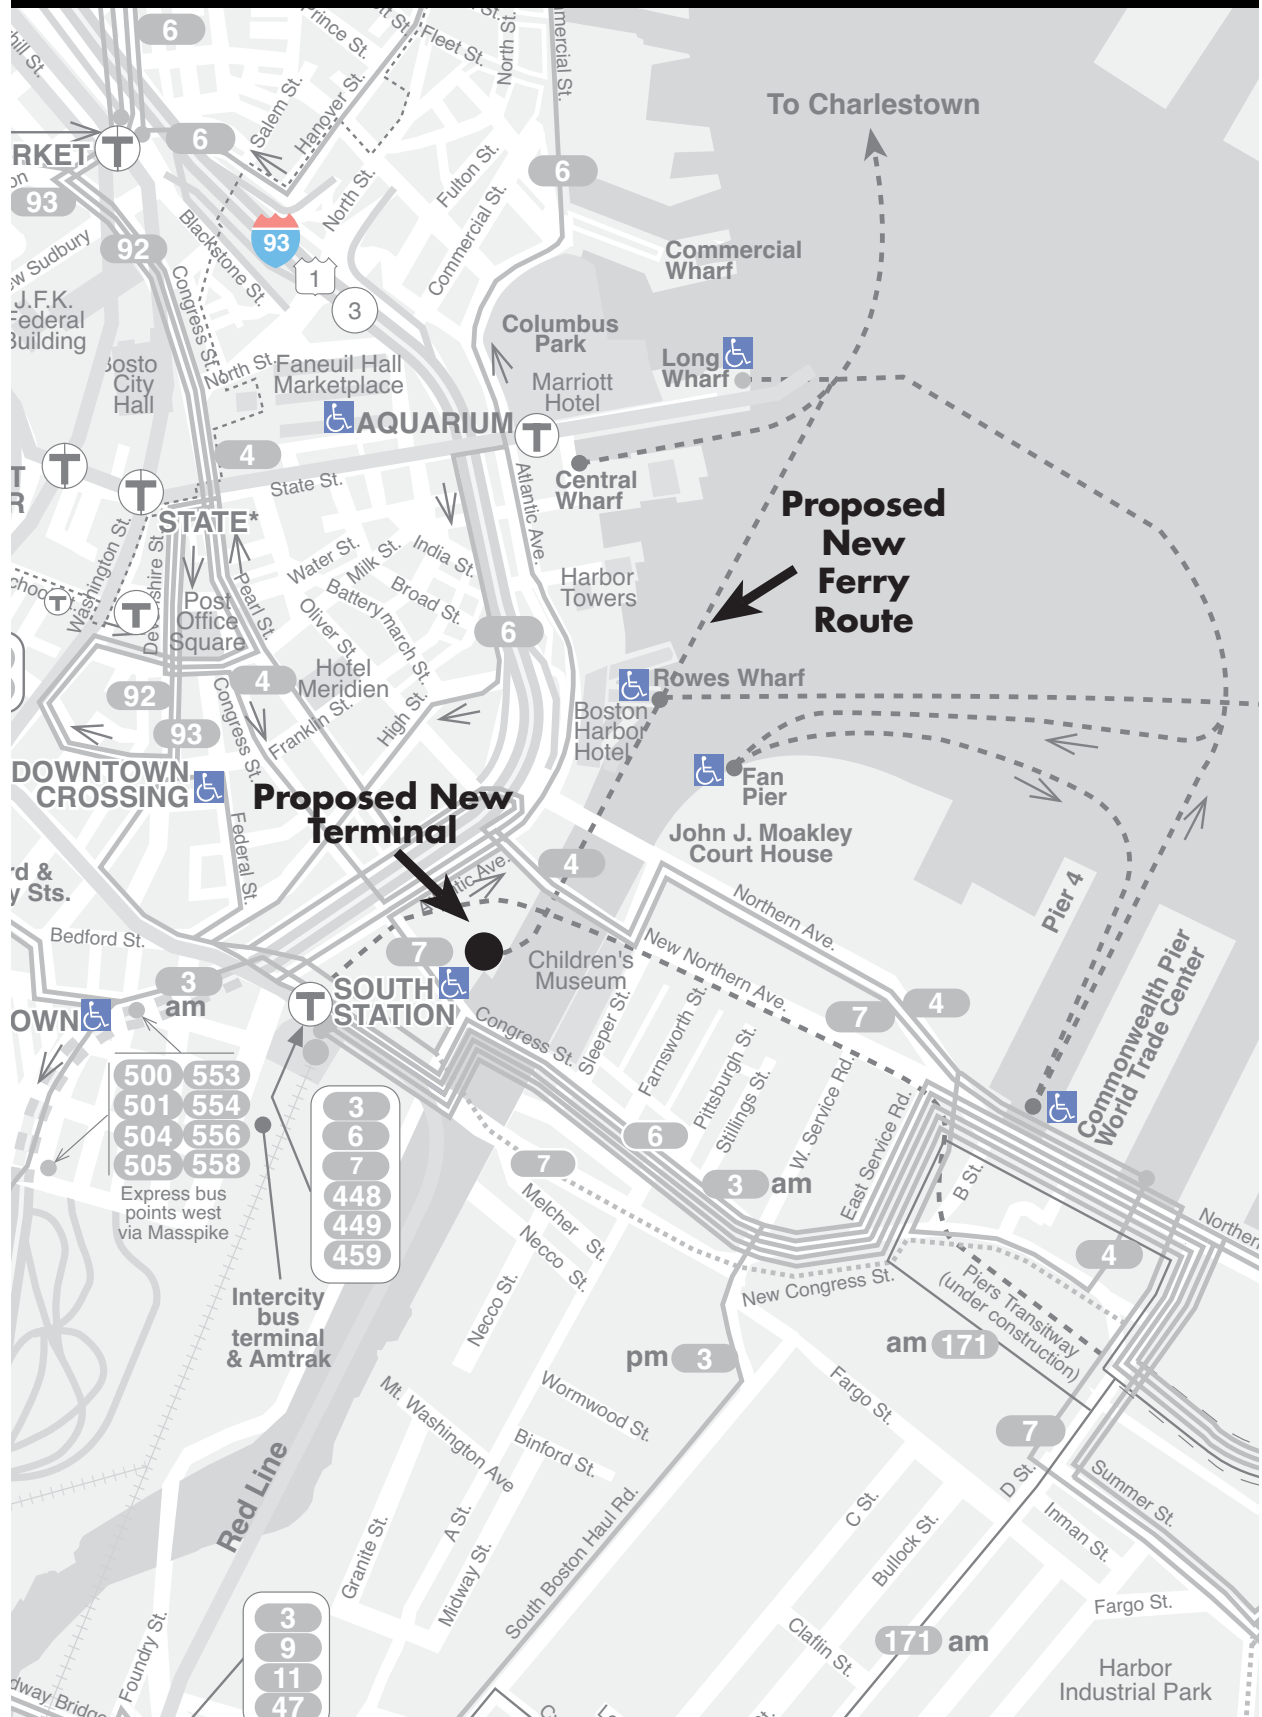 6
Prince St.
Fleet St.
North St.
To Charlestown
Salem St.
Hanover St.
6
RKET
T
93
92
6
North St.
Fulton St.
Commercial St.
Blackstone St.
93
1
3
Commercial
Wharf
J.F.K.
Federal
Building
Congress St.
North St.
City
Hall
Faneuil Hall
Marketplace
Columbus
Park
Marriott
Hotel
Long
Wharf
AQUARIUM
T
4
State St.
Central
Wharf
Atlantic Ave.
T
T
STATE*
Proposed
New
Ferry
Route
Washington St.
Water St.
Milk St.
India St.
Battery march St.
Broad St.
Oliver St.
Harbor
Towers
T
T
Post
Office
Square
Pearl St.
6
Hotel
Meridien
4
92
93
Congress St.
Franklin St.
High St.
Rowes Wharf
Boston
Harbor
Hotel
Fan
Pier
DOWNTOWN
CROSSING
Proposed New
Terminal
John J. Moakley
Court House
Federal St.
4
Northern Ave.
Pier 4
Bedford St.
7
Children's
Museum
New Northern Ave.
3
am
T
SOUTH
STATION
OWN
Congress St.
Sleeper St.
Farnsworth St.
Pittsburgh St.
Stillings St.
W. Service Rd.
East Service Rd.
7
4
Commonwealth Pier
World Trade Center
500 553
501 554
504 556
505 558
Express bus
points west
via Masspike
3
6
7
448
449
459
6
7
3 am
B St.
Melcher St.
Necco St.
Necco St.
4
New Congress St.
Piers Transitway
(under construction)
Intercity
bus
terminal
& Amtrak
pm 3
am 171
Fargo St.
Mt. Washington Ave
Wormwood St.
Binford St.
7
D St.
Summer St.
Inman St.
Red Line
Granite St.
A St.
Midway St.
South Boston Haul Rd.
C St.
Bullock St.
Fargo St.
Claflin St.
171 am
Foundry St.
3
9
11
47
Harbor
Industrial Park